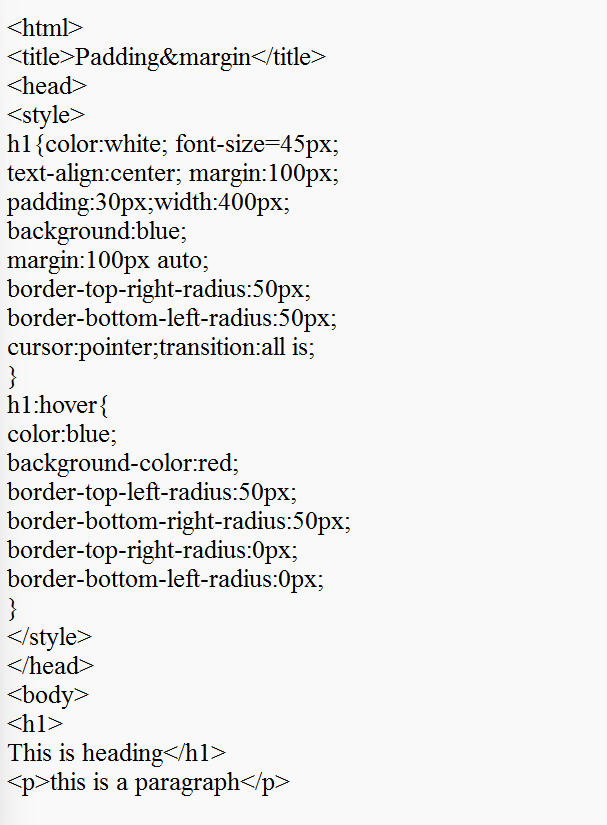 <html>
<title>Padding&margin</title>
<head>
<style>
h1{color:white; font-size=45px;
text-align:center; margin:100px;
padding:30px;width:400px;
background:blue;
margin:100px auto;
border-top-right-radius:50px;
border-bottom-left-radius:50px;
cursor:pointer;transition:all is;
}
h1:hover{
color:blue;
background-color:red;
border-top-left-radius:50px;
border-bottom-right-radius:50px;
border-top-right-radius:0px;
border-bottom-left-radius:0px;
}
</style>
</head>
<body>
<h1>
This is heading</h1>
<p>this is a paragraph</p>